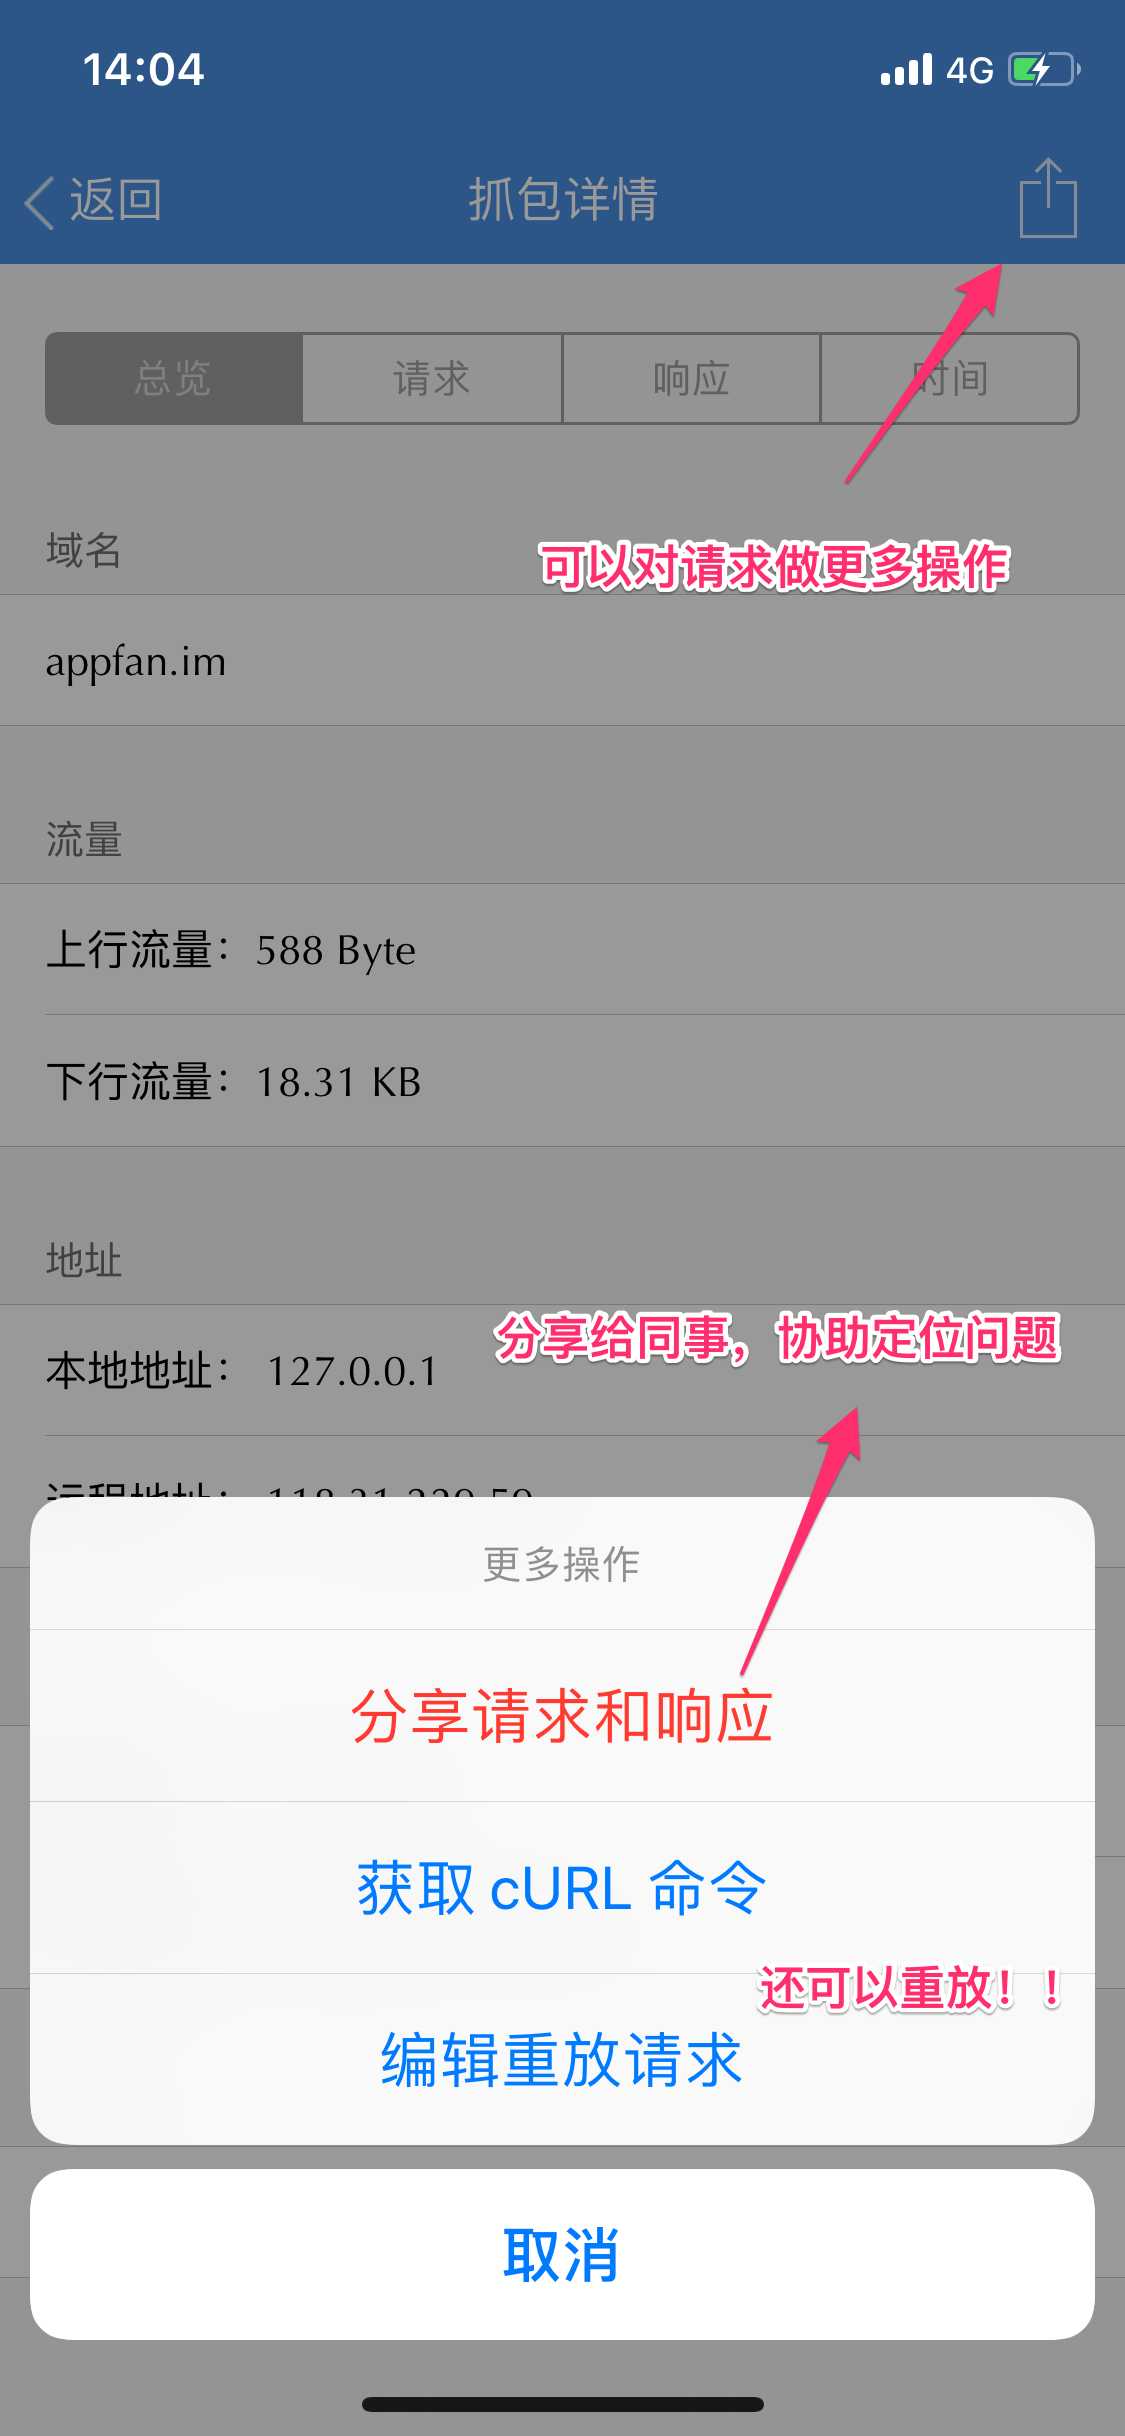 14:04
4G
返回
抓包详情
总览
请求
响应
时间
域名
可以对请求做更多操作
appfan.im
流量
上行流量：588 Byte
下行流量：18.31 KB
地址
分享给同事，协助定位问题
本地地址： 127.0.0.1
远程地址：
更多操作
分享请求和响应
获取 cURL 命令
还可以重放！！
编辑重放请求
取消